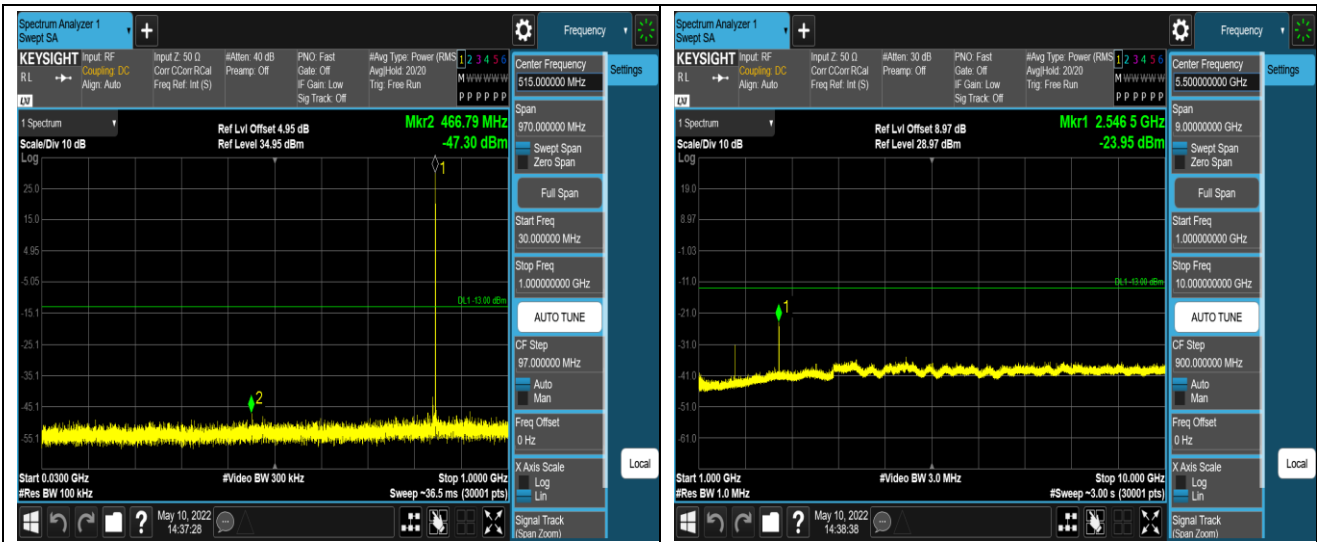 Spectrum Analyzer 1
Swept SA
+
Frequency
KEYSIGHT
Input: RF
Input Z: 50 Ω
#Atten: 40 dB
PNO: Fast
#Avg Type: Power (RMS)
1 2 3 4 5 6
RL
Coupling: DC
Corr CCorr RCal
Preamp: Off
Gate: Off
Avg|Hold: 20/20
M W W W W W
Align: Auto
Freq Ref: Int (S)
IF Gain: Low
Trig: Free Run
LXI
Sig Track: Off
P P P P P P
1 Spectrum
Ref Lvl Offset 4.95 dB
Mkr2 466.79 MHz
Scale/Div 10 dB
Ref Level 34.95 dBm
-47.30 dBm
Log
1
25.0
15.0
4.95
-5.05
DL1 -13.00 dBm
-15.1
-25.1
-35.1
2
-45.1
-55.1
Start 0.0300 GHz
#Video BW 300 kHz
Stop 1.0000 GHz
#Res BW 100 kHz
Sweep ~36.5 ms (30001 pts)
?
May 10, 2022
14:37:28
Center Frequency
515.000000 MHz
Settings
Span
970.000000 MHz
Swept Span
Zero Span
Full Span
Start Freq
30.000000 MHz
Stop Freq
1.000000000 GHz
AUTO TUNE
CF Step
97.000000 MHz
Auto
Man
Freq Offset
0 Hz
X Axis Scale
Log
Lin
Local
Signal Track
(Span Zoom)
Spectrum Analyzer 1
Swept SA
+
Frequency
KEYSIGHT
Input: RF
Input Z: 50 Ω
#Atten: 30 dB
PNO: Fast
#Avg Type: Power (RMS)
1 2 3 4 5 6
RL
Coupling: DC
Corr CCorr RCal
Preamp: Off
Gate: Off
Avg|Hold: 20/20
M W W W W W
Align: Auto
Freq Ref: Int (S)
IF Gain: Low
Trig: Free Run
LXI
Sig Track: Off
P P P P P P
1 Spectrum
Ref Lvl Offset 8.97 dB
Mkr1 2.546 5 GHz
Scale/Div 10 dB
Ref Level 28.97 dBm
-23.95 dBm
Log
19.0
8.97
-1.03
-11.0
DL1 -13.00 dBm
1
-21.0
-31.0
-41.0
-51.0
-61.0
Start 1.000 GHz
#Video BW 3.0 MHz
Stop 10.000 GHz
#Res BW 1.0 MHz
#Sweep ~3.00 s (30001 pts)
?
May 10, 2022
14:38:38
Center Frequency
5.500000000 GHz
Settings
Span
9.00000000 GHz
Swept Span
Zero Span
Full Span
Start Freq
1.000000000 GHz
Stop Freq
10.000000000 GHz
AUTO TUNE
CF Step
900.000000 MHz
Auto
Man
Freq Offset
0 Hz
X Axis Scale
Log
Lin
Local
Signal Track
(Span Zoom)